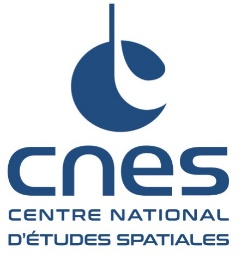 cnes
CENTRE NATIONAL
D'ÉTUDES SPATIALES